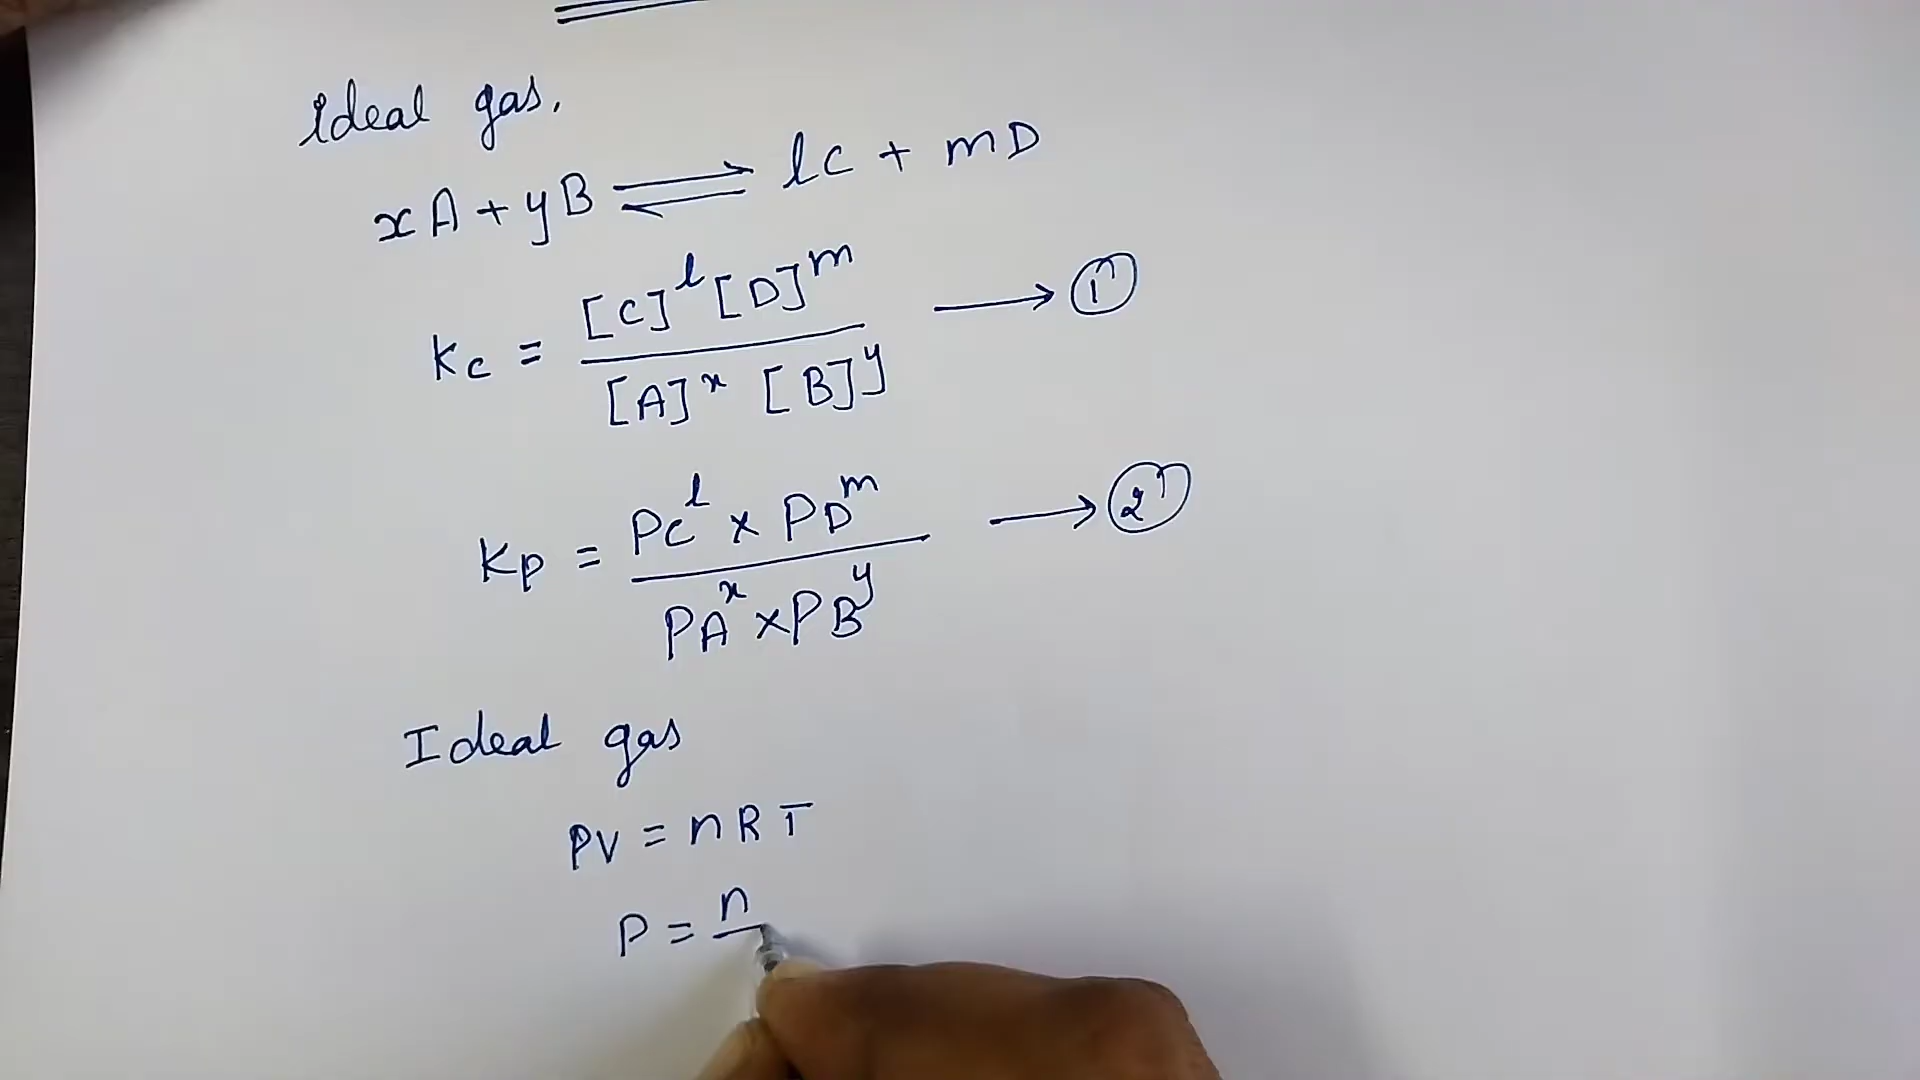 Ideal gas.
xA + yB ⇌ lC + mD
Kc = [C]^l [D]^m / [A]^x [B]^y → ①
Kp = PC^l × PD^m / PA^x × PB^y → ②
Ideal gas
PV = nRT
P = n/